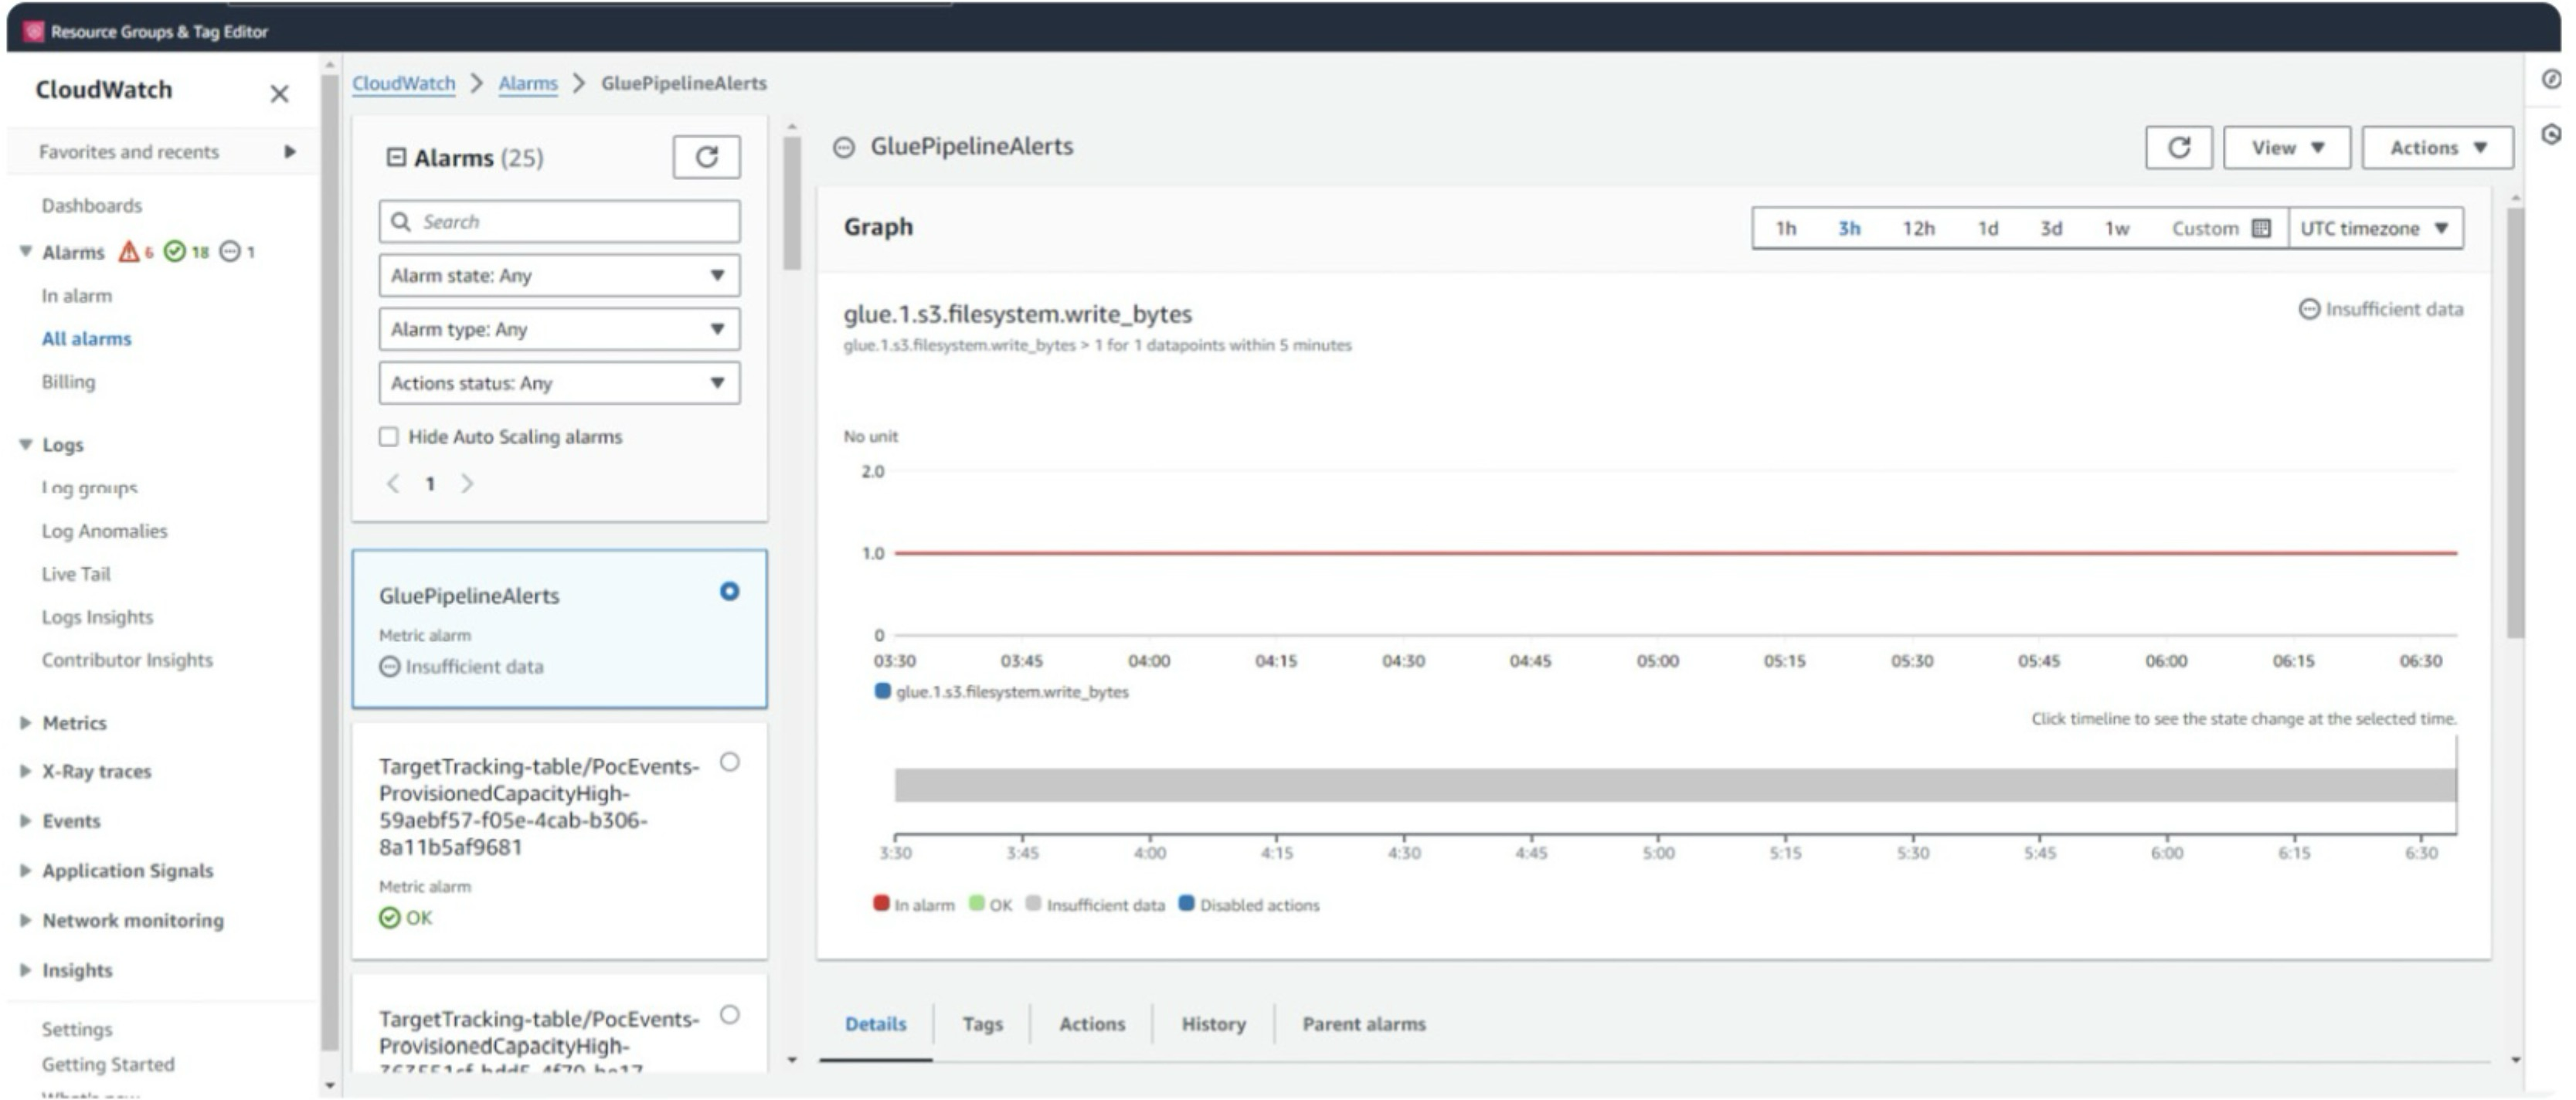 Resource Groups & Tag Editor
CloudWatch
Favorites and recents
Dashboards
Alarms 6 18 1
In alarm
All alarms
Billing
Logs
Log groups
Log Anomalies
Live Tail
Logs Insights
Contributor Insights
Metrics
X-Ray traces
Events
Application Signals
Network monitoring
Insights
Settings
Getting Started
What's new
CloudWatch > Alarms > GluePipelineAlerts
Alarms (25)
Search
Alarm state: Any
Alarm type: Any
Actions status: Any
Hide Auto Scaling alarms
1
GluePipelineAlerts
Metric alarm
Insufficient data
TargetTracking-table/PocEvents-
ProvisionedCapacityHigh-
59aebf57-f05e-4cab-b306-
8a11b5af9681
Metric alarm
OK
TargetTracking-table/PocEvents-
ProvisionedCapacityHigh-
GluePipelineAlerts
View
Actions
Graph
1h 3h 12h 1d 3d 1w Custom UTC timezone
glue.1.s3.filesystem.write_bytes
Insufficient data
glue.1.s3.filesystem.write_bytes > 1 for 1 datapoints within 5 minutes
No unit
2.0
1.0
0
03:30 03:45 04:00 04:15 04:30 04:45 05:00 05:15 05:30 05:45 06:00 06:15 06:30
glue.1.s3.filesystem.write_bytes
Click timeline to see the state change at the selected time.
3:30 3:45 4:00 4:15 4:30 4:45 5:00 5:15 5:30 5:45 6:00 6:15 6:30
In alarm OK Insufficient data Disabled actions
Details Tags Actions History Parent alarms